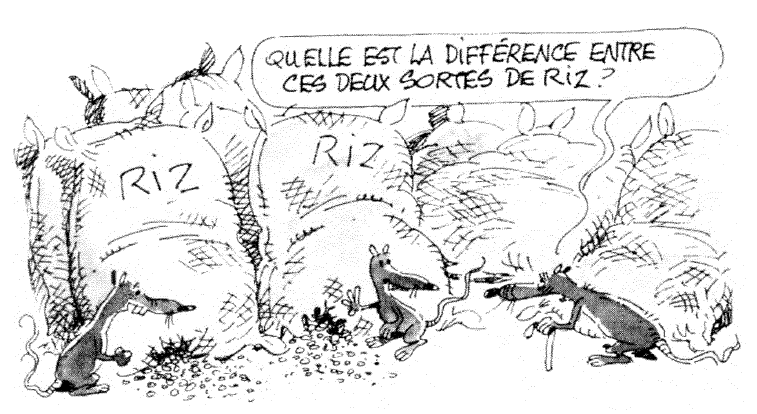 QUELLE EST LA DIFFÉRENCE ENTRE
CES DEUX SORTES DE RIZ?
RIZ
RIZ